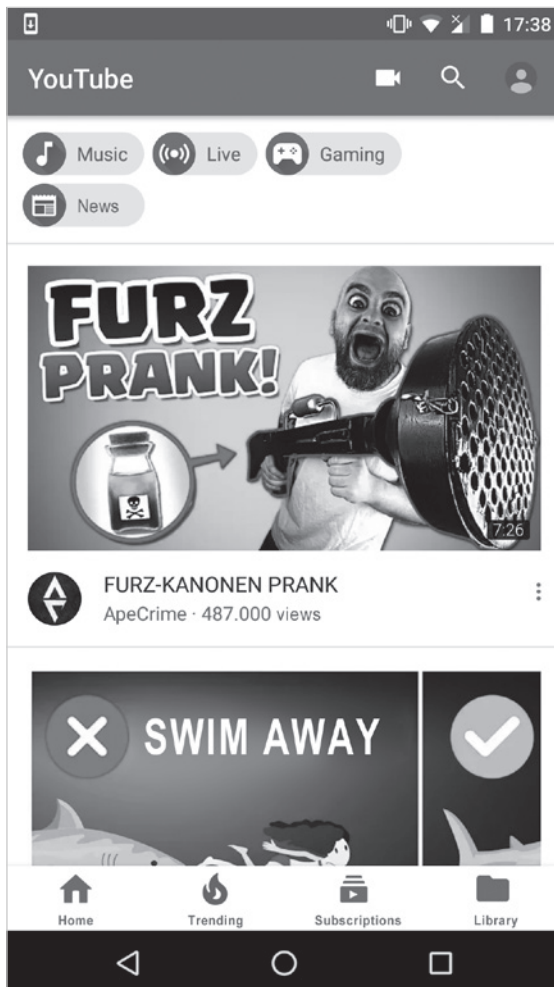 17:38
YouTube
Music
Live
Gaming
News
FURZ
PRANK!
7:26
FURZ-KANONEN PRANK
ApeCrime · 487.000 views
SWIM AWAY
Home
Trending
Subscriptions
Library